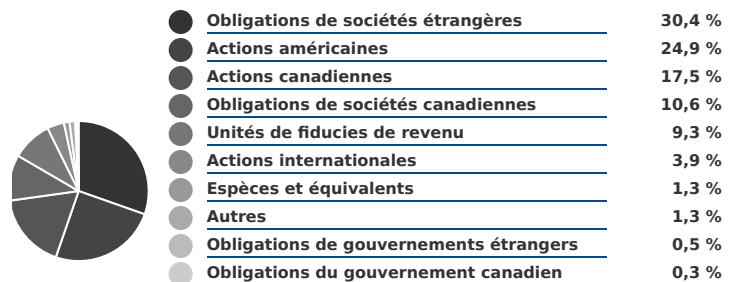 Obligations de sociétés étrangères 30,4 %
Actions américaines 24,9 %
Actions canadiennes 17,5 %
Obligations de sociétés canadiennes 10,6 %
Unités de fiducies de revenu 9,3 %
Actions internationales 3,9 %
Espèces et équivalents 1,3 %
Autres 1,3 %
Obligations de gouvernements étrangers 0,5 %
Obligations du gouvernement canadien 0,3 %